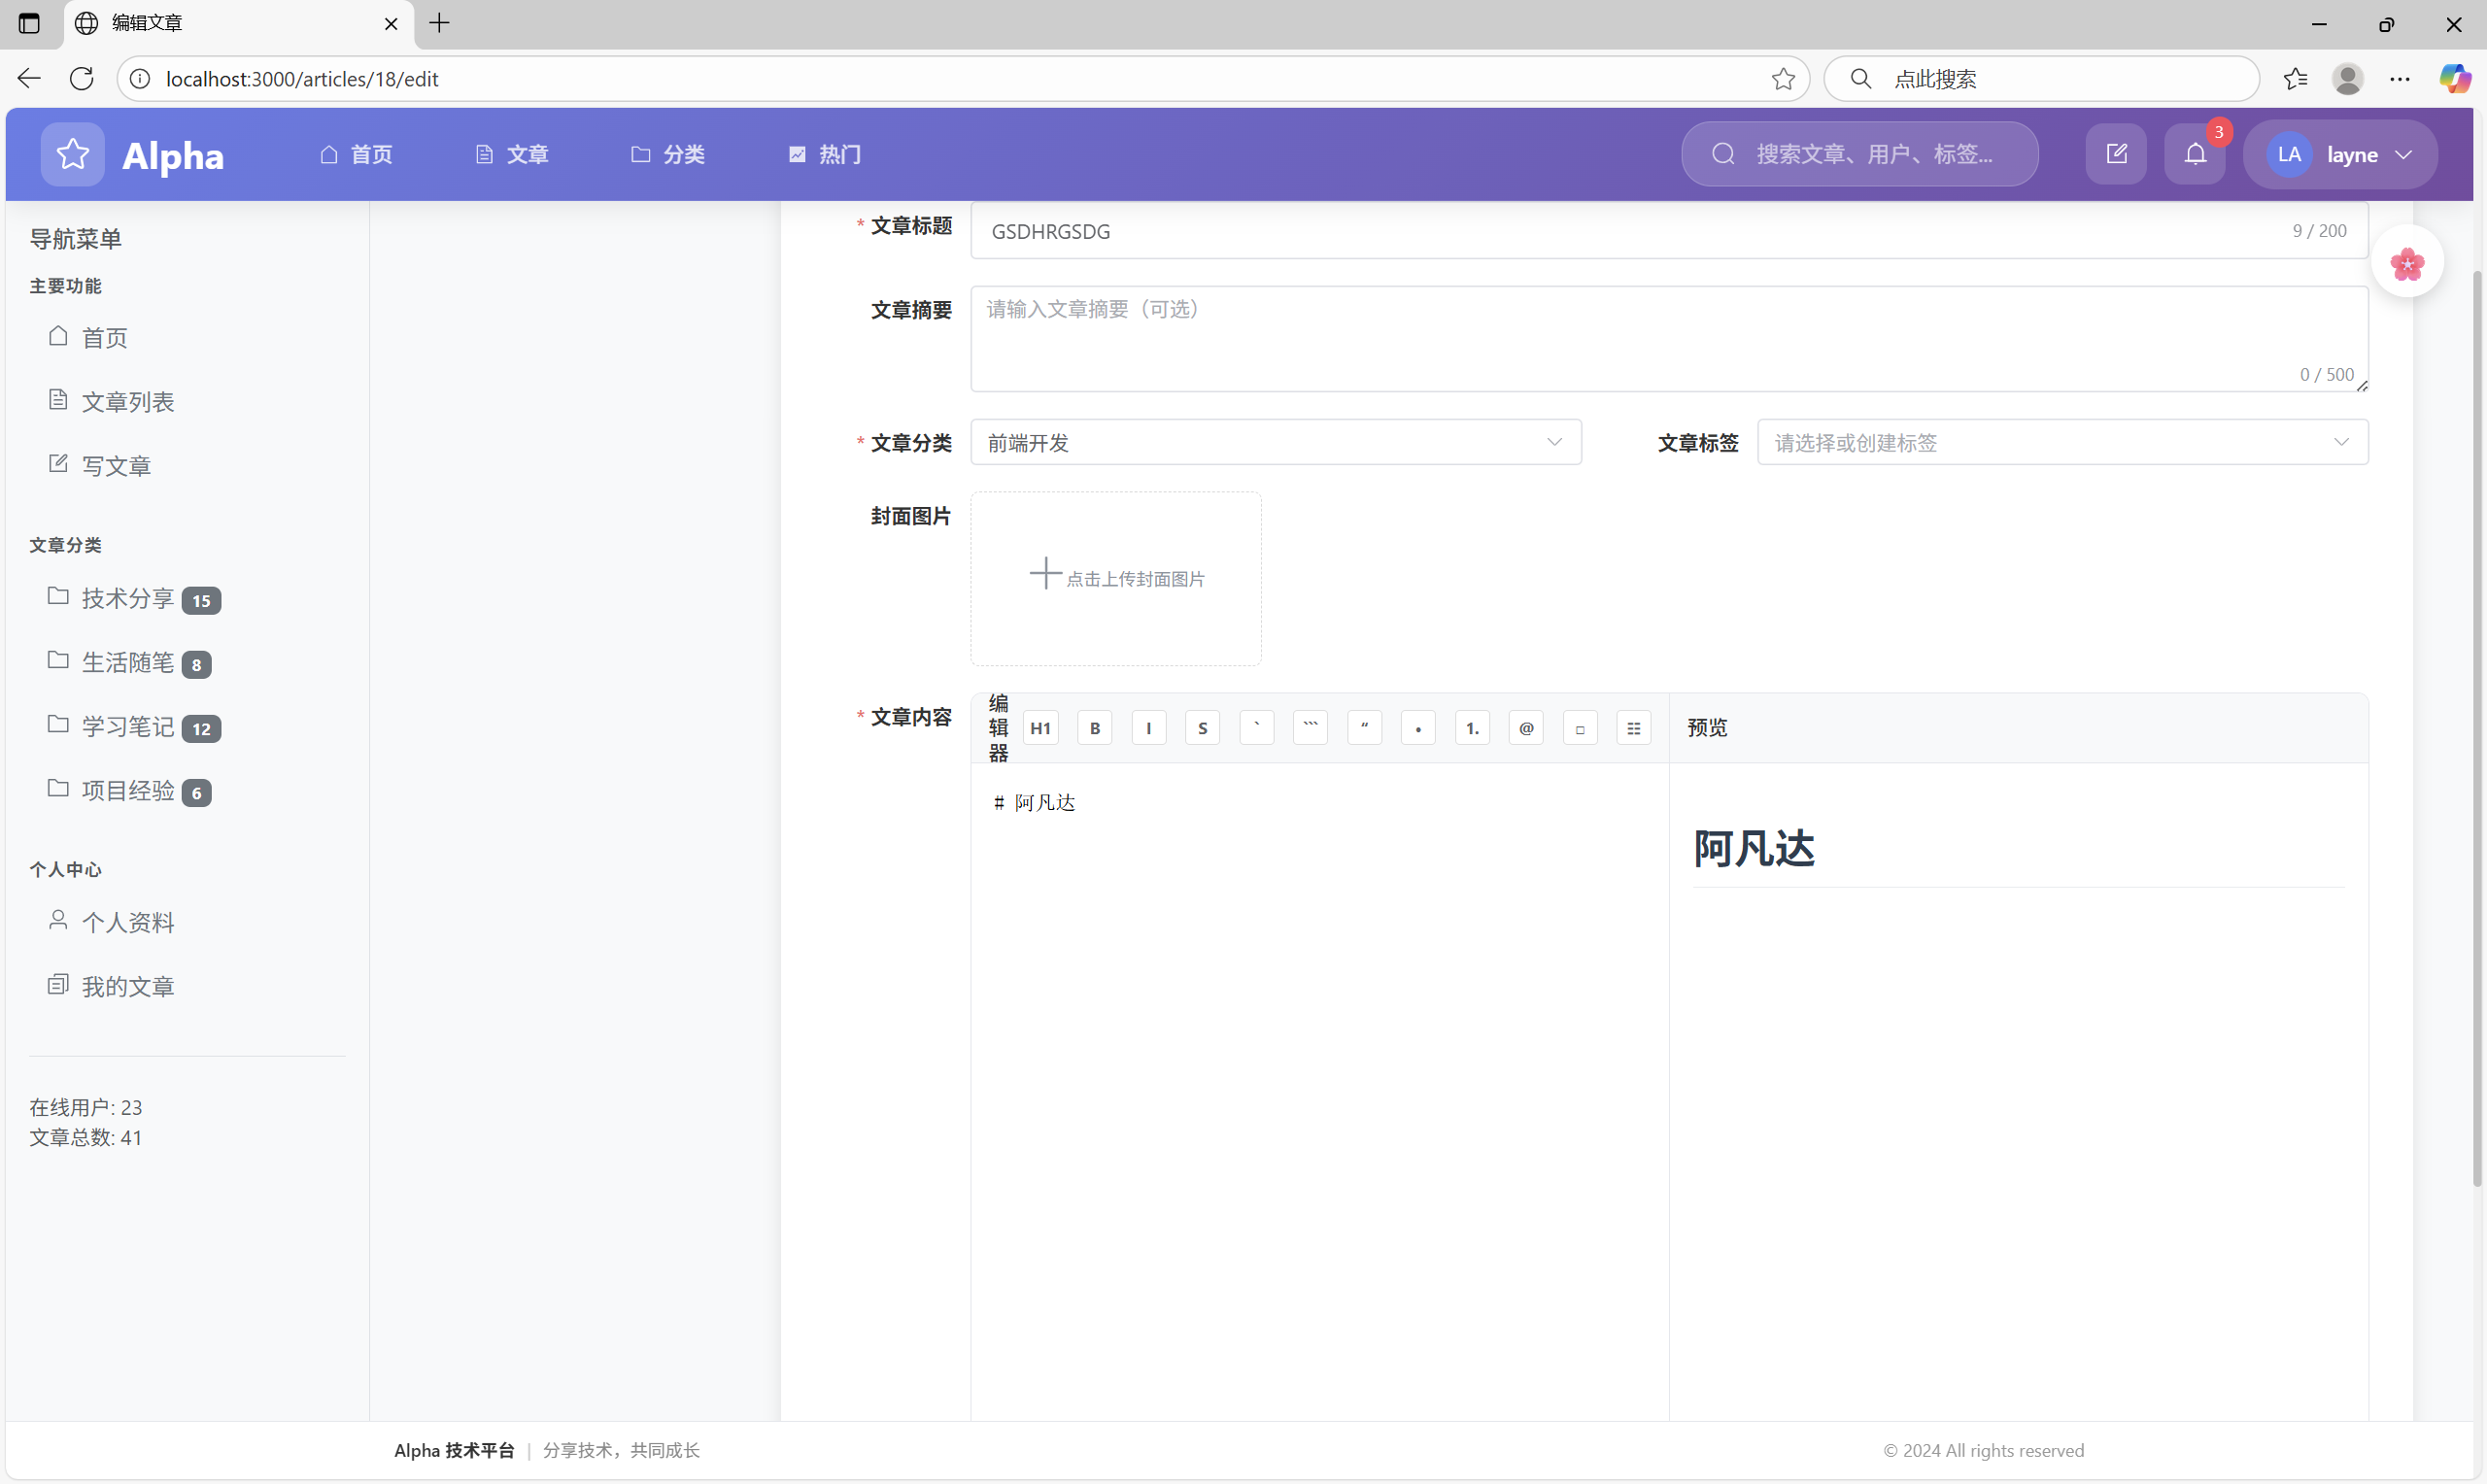 编辑文章
localhost:3000/articles/18/edit
点此搜索
Alpha
首页
文章
分类
热门
搜索文章、用户、标签...
3
LA
layne
导航菜单
主要功能
首页
文章列表
写文章
文章分类
技术分享 15
生活随笔 8
学习笔记 12
项目经验 6
个人中心
个人资料
我的文章
在线用户: 23
文章总数: 41
* 文章标题
GSDHRGSDG
9 / 200
文章摘要
请输入文章摘要（可选）
0 / 500
* 文章分类
前端开发
文章标签
请选择或创建标签
封面图片
点击上传封面图片
* 文章内容
编辑器
H1 B I S ` ``` “ • 1. @ □ ☷
预览
# 阿凡达
阿凡达
Alpha 技术平台 | 分享技术，共同成长
© 2024 All rights reserved